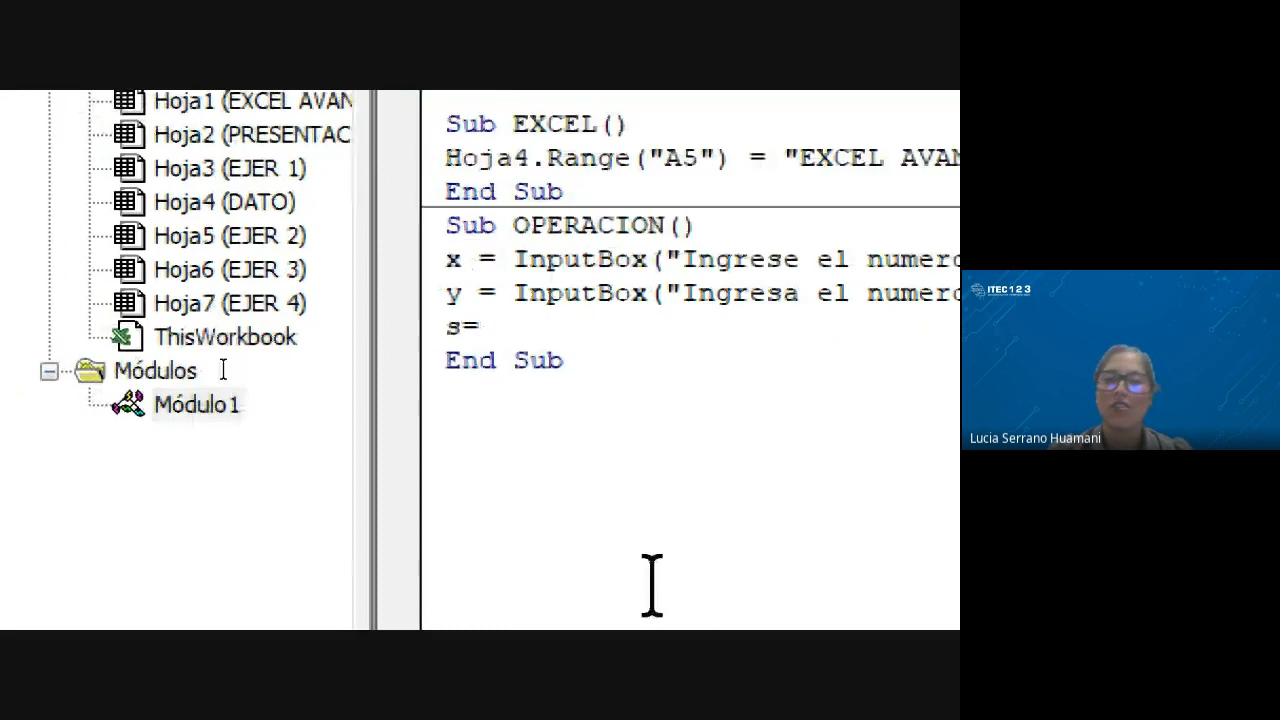 Hoja1 (EXCEL AVAN
Hoja2 (PRESENTAC
Hoja3 (EJER 1)
Hoja4 (DATO)
Hoja5 (EJER 2)
Hoja6 (EJER 3)
Hoja7 (EJER 4)
ThisWorkbook
Módulos
Módulo1
Sub EXCEL()
Hoja4.Range("A5") = "EXCEL AVAN
End Sub
Sub OPERACION()
x = InputBox("Ingrese el numero
y = InputBox("Ingresa el numero
s=
End Sub
ITEC123
Lucia Serrano Huamani